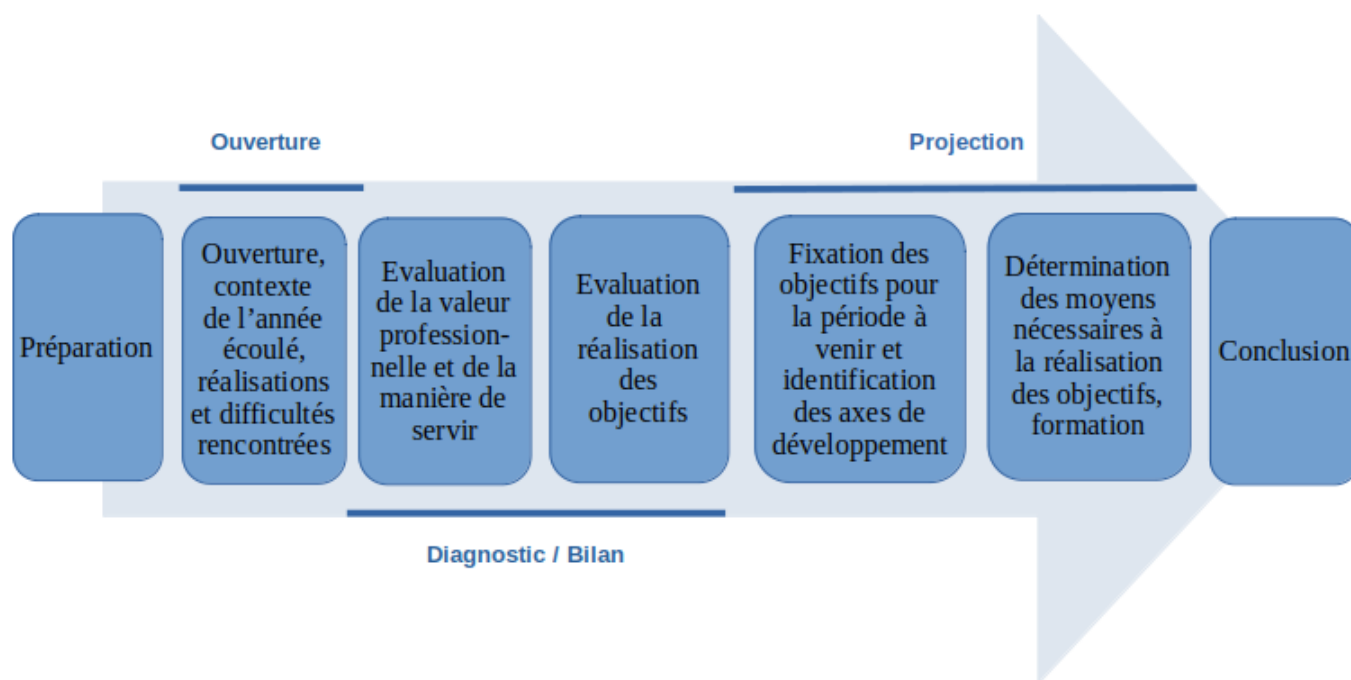 Ouverture
Projection
Préparation
Ouverture,
contexte
de l’année
écoulé,
réalisations
et difficultés
rencontrées
Evaluation
de la valeur
profession-
nelle et de la
manière de
servir
Evaluation
de la
réalisation
des
objectifs
Fixation des
objectifs pour
la période à
venir et
identification
des axes de
développement
Détermination
des moyens
nécessaires à
la réalisation
des objectifs,
formation
Conclusion
Diagnostic / Bilan